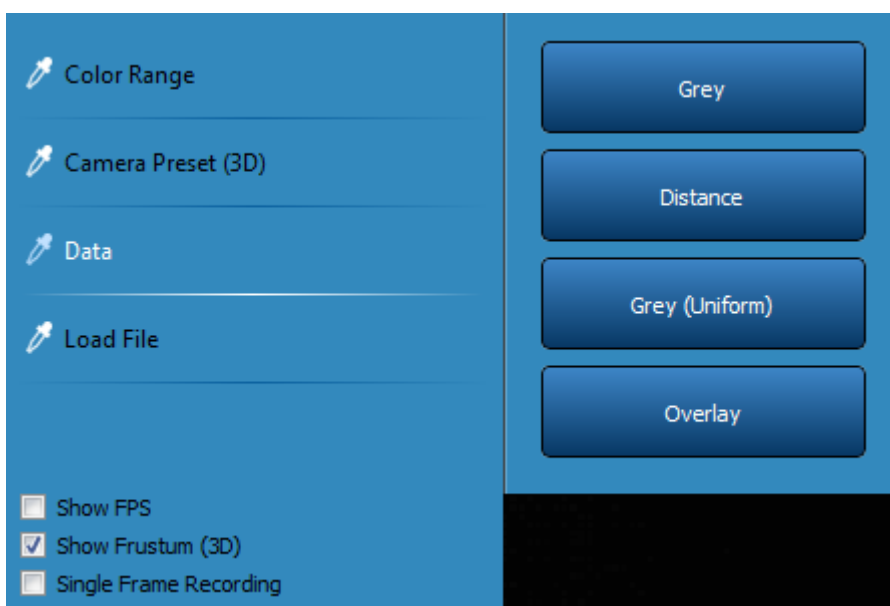 Color Range
Camera Preset (3D)
Data
Load File
Show FPS
Show Frustum (3D)
Single Frame Recording
Grey
Distance
Grey (Uniform)
Overlay